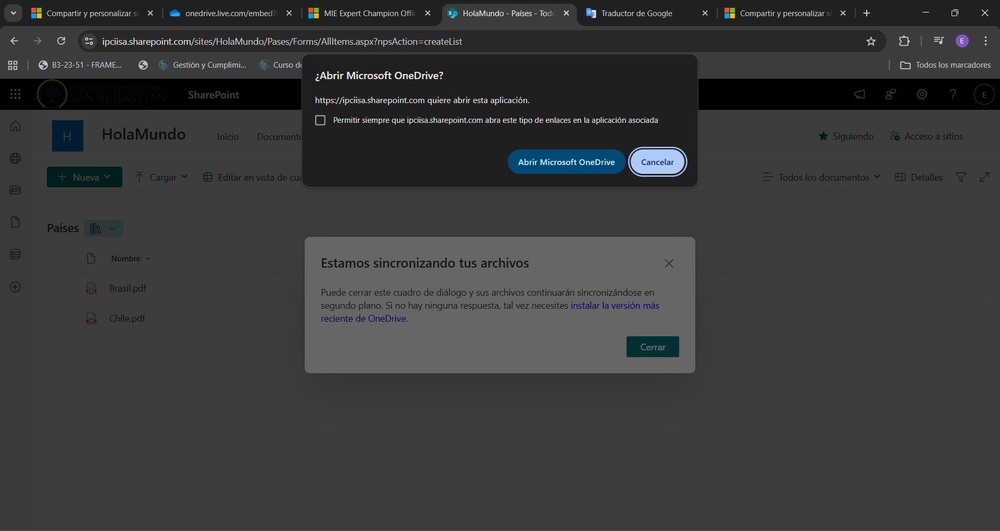 Compartir y personalizar si
onedrive.live.com/embed?
MIE Expert Champion Offic
HolaMundo - Países - Todo
Traductor de Google
Compartir y personalizar si
ipciisa.sharepoint.com/sites/HolaMundo/Pases/Forms/AllItems.aspx?npsAction=createList
E
B3-23-51 - FRAME...
Gestión y Cumplimi...
Curso de
Todos los marcadores
¿Abrir Microsoft OneDrive?
https://ipciisa.sharepoint.com quiere abrir esta aplicación.
Permitir siempre que ipciisa.sharepoint.com abra este tipo de enlaces en la aplicación asociada
Abrir Microsoft OneDrive
Cancelar
INSTITUTO PROFESIONAL
SAN SEBASTIAN
SharePoint
E
H
HolaMundo
Inicio
Documento
Siguiendo
Acceso a sitios
Nueva
Cargar
Editar en vista de cua
Todos los documentos
Detalles
Países
Nombre
Brasil.pdf
Chile.pdf
Estamos sincronizando tus archivos
Puede cerrar este cuadro de diálogo y sus archivos continuarán sincronizándose en
segundo plano. Si no hay ninguna respuesta, tal vez necesites instalar la versión más
reciente de OneDrive.
Cerrar